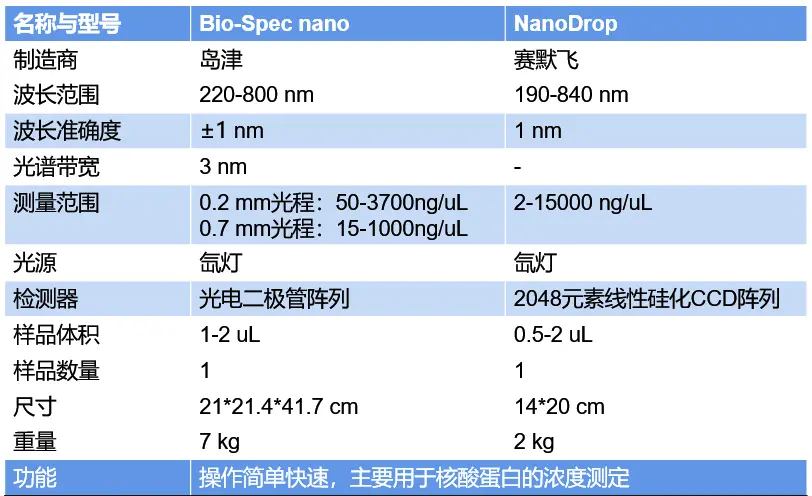 名称与型号 Bio-Spec nano NanoDrop
制造商 岛津 赛默飞
波长范围 220-800 nm 190-840 nm
波长准确度 ±1 nm 1 nm
光谱带宽 3 nm -
测量范围 0.2 mm光程：50-3700ng/uL 2-15000 ng/uL
0.7 mm光程：15-1000ng/uL
光源 氙灯 氙灯
检测器 光电二极管阵列 2048元素线性硅化CCD阵列
样品体积 1-2 uL 0.5-2 uL
样品数量 1 1
尺寸 21*21.4*41.7 cm 14*20 cm
重量 7 kg 2 kg
功能 操作简单快速，主要用于核酸蛋白的浓度测定